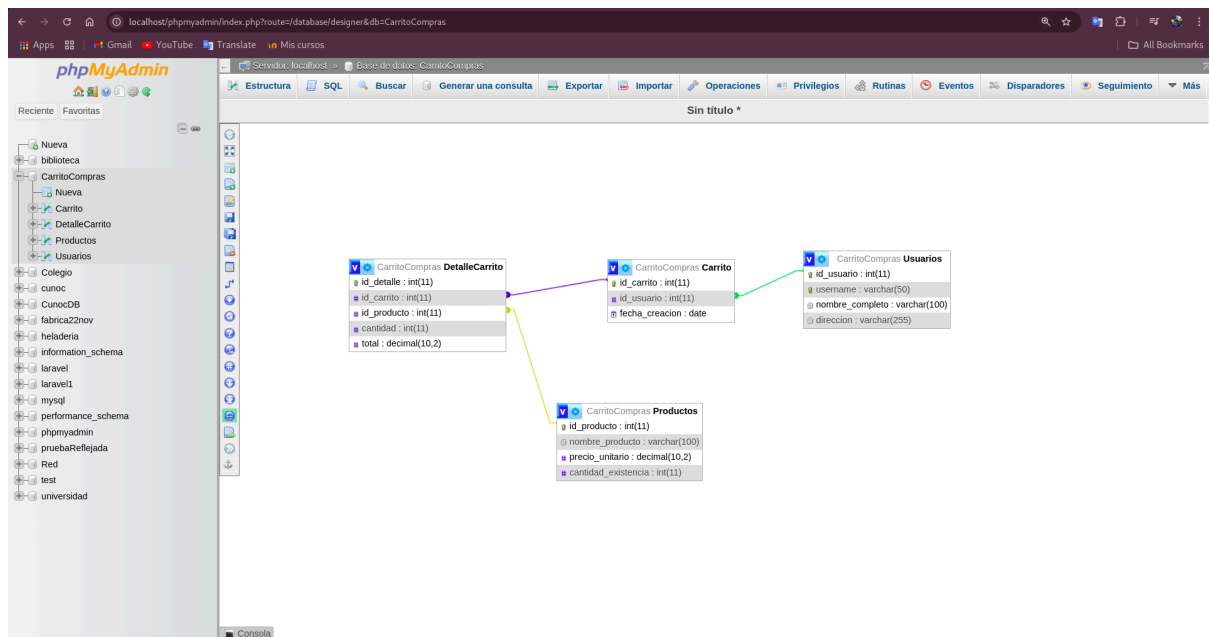 localhost/phpmyadmin/index.php?route=/database/designer&db=CarritoCompras
Apps Gmail YouTube Translate Mis cursos All Bookmarks
phpMyAdmin
Reciente Favoritas
Nueva
biblioteca
CarritoCompras
Nueva
Carrito
DetalleCarrito
Productos
Usuarios
Colegio
cunoc
CunocDB
fabrica22nov
heladeria
information_schema
laravel
laravel1
mysql
performance_schema
phpmyadmin
pruebaReflejada
Red
test
universidad
Servidor: localhost » Base de datos: CarritoCompras
Estructura SQL Buscar Generar una consulta Exportar Importar Operaciones Privilegios Rutinas Eventos Disparadores Seguimiento Más
Sin título *
V CarritoCompras DetalleCarrito
id_detalle : int(11)
# id_carrito : int(11)
# id_producto : int(11)
# cantidad : int(11)
# total : decimal(10,2)
V CarritoCompras Carrito
id_carrito : int(11)
# id_usuario : int(11)
fecha_creacion : date
V CarritoCompras Usuarios
id_usuario : int(11)
username : varchar(50)
nombre_completo : varchar(100)
direccion : varchar(255)
V CarritoCompras Productos
id_producto : int(11)
nombre_producto : varchar(100)
# precio_unitario : decimal(10,2)
# cantidad_existencia : int(11)
Consola